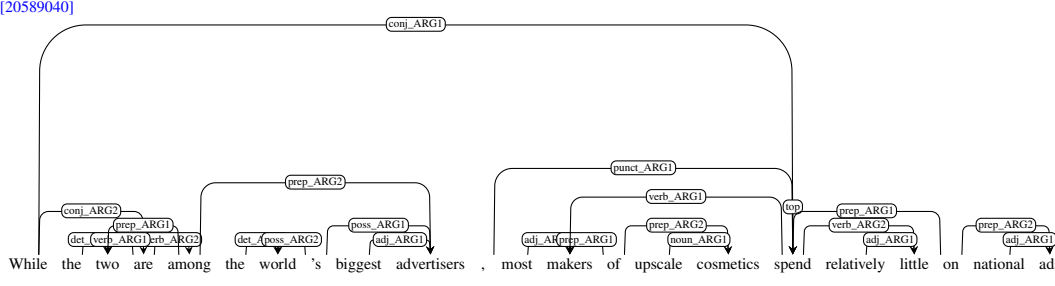 [20589040]
conj_ARG1
punct_ARG1
prep_ARG2
verb_ARG1
top
conj_ARG2 prep_ARG1
prep_ARG1 poss_ARG1 prep_ARG2 verb_ARG2 prep_ARG2
verb_ARG1 erb_ARG2 poss_ARG2 adj_ARG1 prep_ARG1 noun_ARG1 adj_ARG1 adj_ARG1
While the two are among the world 's biggest advertisers , most makers of upscale cosmetics spend relatively little on national ad